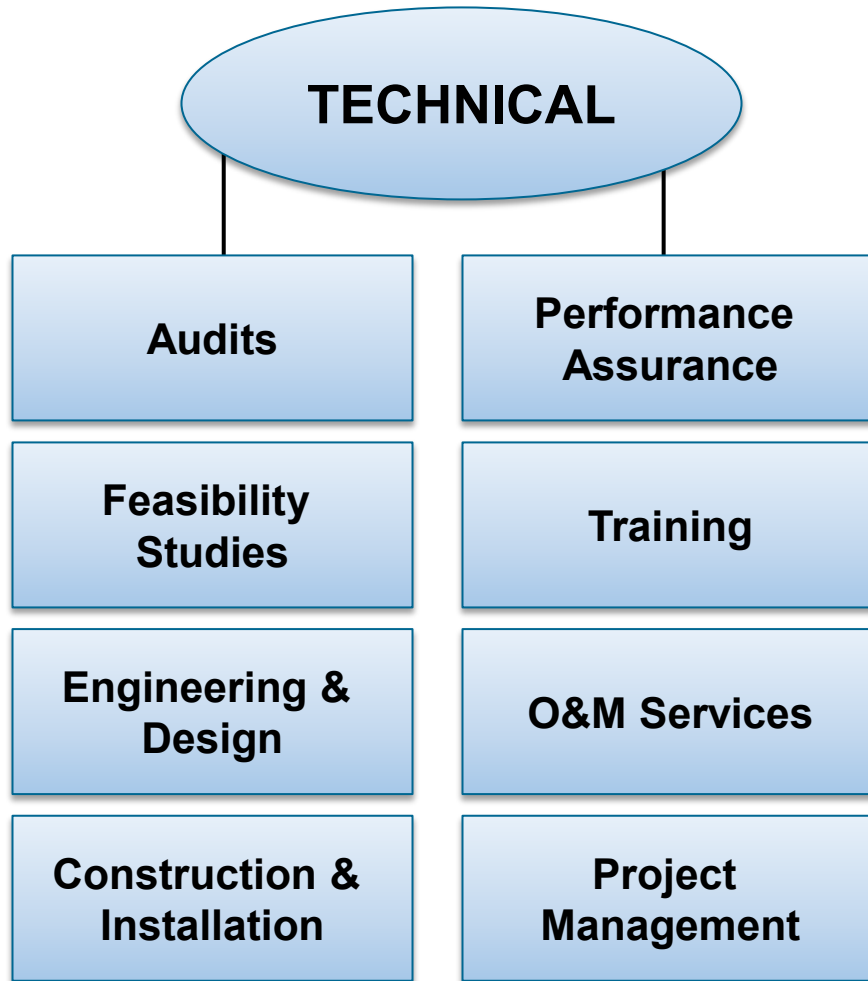 TECHNICAL
Audits
Feasibility
Studies
Engineering &
Design
Construction &
Installation
Performance
Assurance
Training
O&M Services
Project
Management